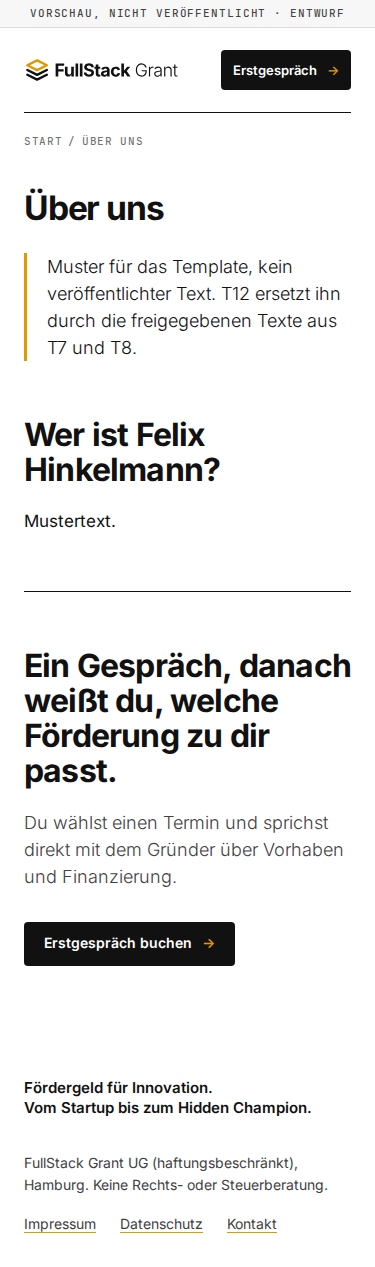 VORSCHAU, NICHT VERÖFFENTLICHT · ENTWURF
FullStack Grant
Erstgespräch →
START / ÜBER UNS
Über uns
Muster für das Template, kein
veröffentlichter Text. T12 ersetzt ihn
durch die freigegebenen Texte aus
T7 und T8.
Wer ist Felix
Hinkelmann?
Mustertext.
Ein Gespräch, danach
weißt du, welche
Förderung zu dir
passt.
Du wählst einen Termin und sprichst
direkt mit dem Gründer über Vorhaben
und Finanzierung.
Erstgespräch buchen →
Fördergeld für Innovation.
Vom Startup bis zum Hidden Champion.
FullStack Grant UG (haftungsbeschränkt),
Hamburg. Keine Rechts- oder Steuerberatung.
Impressum Datenschutz Kontakt